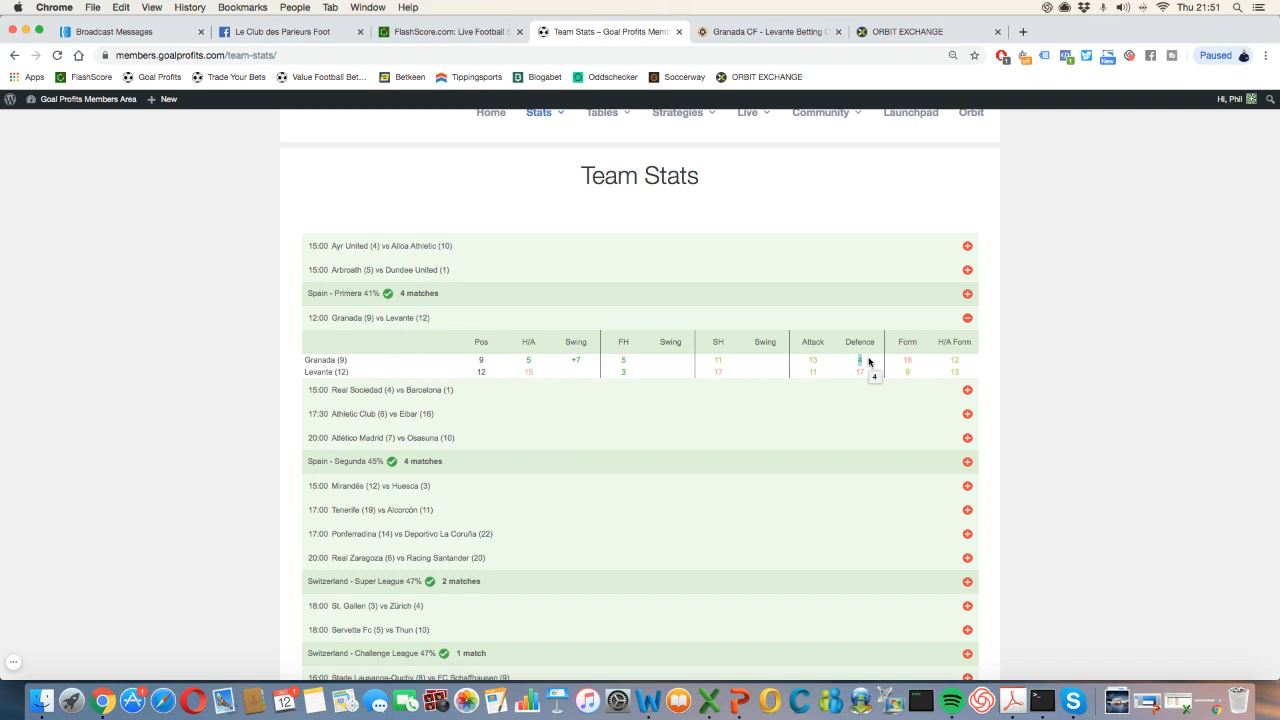 Chrome File Edit View History Bookmarks People Tab Window Help Thu 21:51
Broadcast Messages Le Club des Parieurs Foot FlashScore.com: Live Football S Team Stats – Goal Profits Mem Granada CF - Levante Betting O ORBIT EXCHANGE
members.goalprofits.com/team-stats/ Paused
Apps FlashScore Goal Profits Trade Your Bets Value Football Bet... Betkeen Tippingsports Blogabet Oddschecker Soccerway ORBIT EXCHANGE
Goal Profits Members Area + New Hi, Phil
Home Stats Tables Strategies Live Community Launchpad Orbit
Team Stats
15:00 Ayr United (4) vs Alloa Athletic (10)
15:00 Arbroath (5) vs Dundee United (1)
Spain - Primera 41% 4 matches
12:00 Granada (9) vs Levante (12)
Pos H/A Swing FH Swing SH Swing Attack Defence Form H/A Form
Granada (9) 9 5 +7 5 11 13 4 16 12
Levante (12) 12 15 3 17 11 17 9 13
4
15:00 Real Sociedad (4) vs Barcelona (1)
17:30 Athletic Club (6) vs Eibar (16)
20:00 Atlético Madrid (7) vs Osasuna (10)
Spain - Segunda 45% 4 matches
15:00 Mirandés (12) vs Huesca (3)
17:00 Tenerife (19) vs Alcorcón (11)
17:00 Ponferradina (14) vs Deportivo La Coruña (22)
20:00 Real Zaragoza (6) vs Racing Santander (20)
Switzerland - Super League 47% 2 matches
18:00 St. Gallen (3) vs Zürich (4)
18:00 Servette Fc (5) vs Thun (10)
Switzerland - Challenge League 47% 1 match
16:00 Stade Lausanne-Ouchy (8) vs FC Schaffhausen (9)